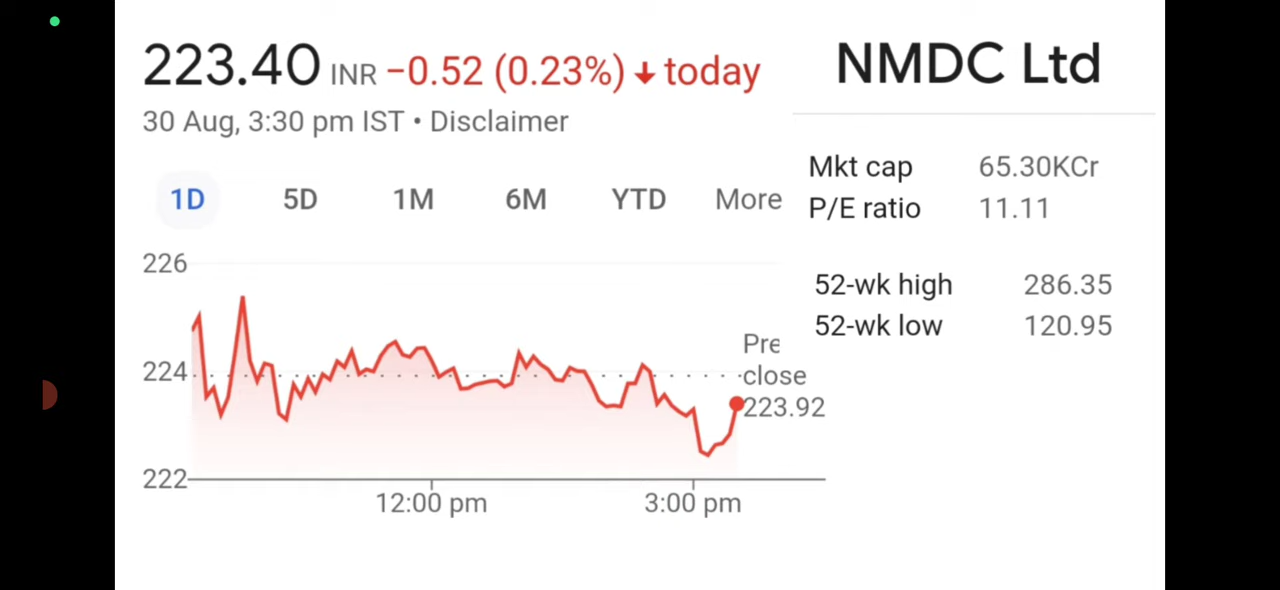 223.40 INR −0.52 (0.23%) ↓ today
30 Aug, 3:30 pm IST • Disclaimer
1D 5D 1M 6M YTD More
226
224
222
12:00 pm 3:00 pm
Pre
close
223.92
NMDC Ltd
Mkt cap 65.30KCr
P/E ratio 11.11
52-wk high 286.35
52-wk low 120.95